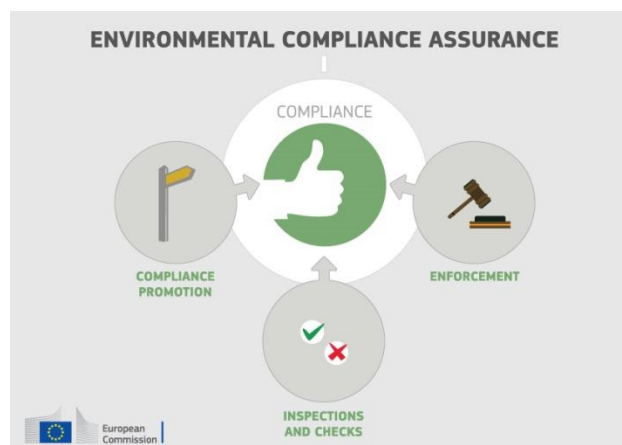 ENVIRONMENTAL COMPLIANCE ASSURANCE
COMPLIANCE
COMPLIANCE
PROMOTION
ENFORCEMENT
INSPECTIONS
AND CHECKS
European
Commission